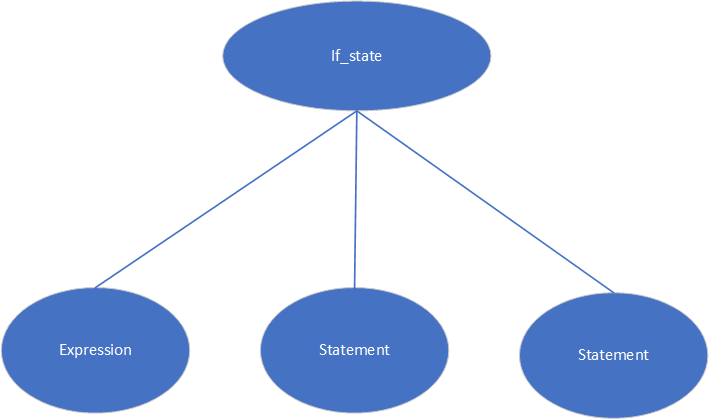 If_state
Expression
Statement
Statement